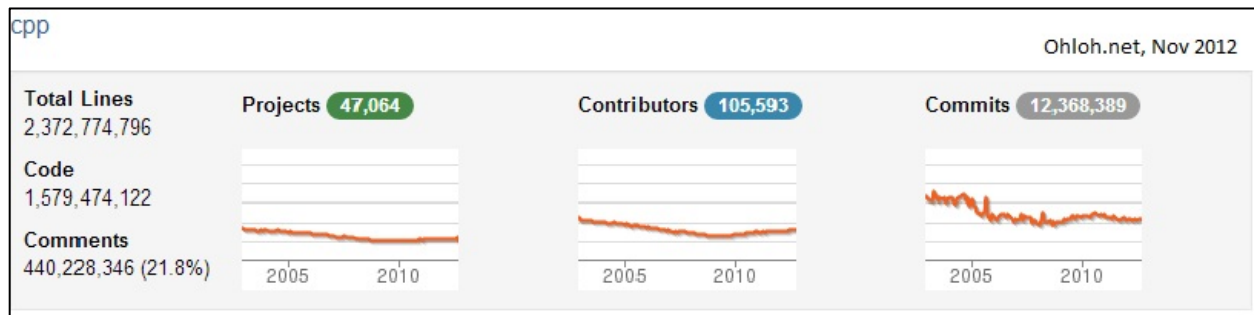 cpp
Ohloh.net, Nov 2012
Total Lines
2,372,774,796
Code
1,579,474,122
Comments
440,228,346 (21.8%)
Projects 47,064
2005 2010
Contributors 105,593
2005 2010
Commits 12,368,389
2005 2010